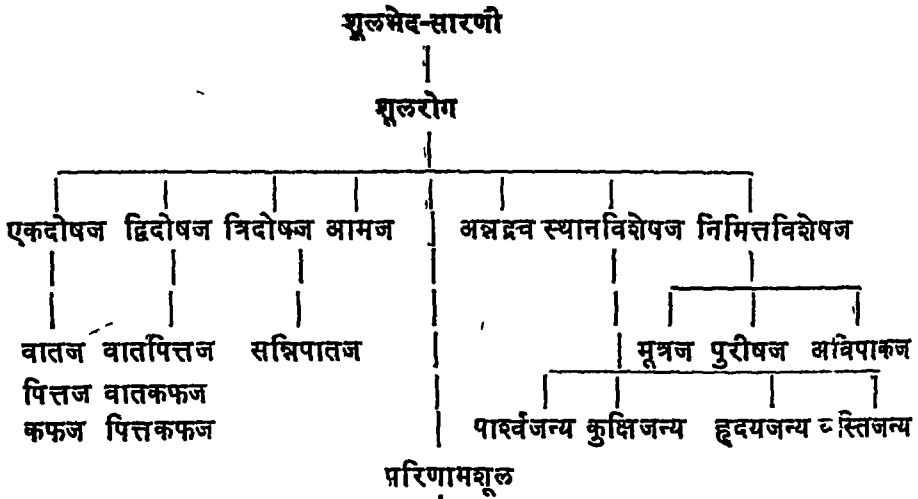 शूलभेद-सारणी
शूलरोग
एकदोषज द्विदोषज त्रिदोषज आमज अन्नद्रव स्थानविशेषज निमित्तविशेषज
वातज वातपित्तज सन्निपातज मूत्रज पुरीषज अविपाकज
पित्तज वातकफज
कफज पित्तकफज पार्श्वजन्य कुक्षिजन्य हृदयजन्य वस्तिजन्य
परिणामशूल